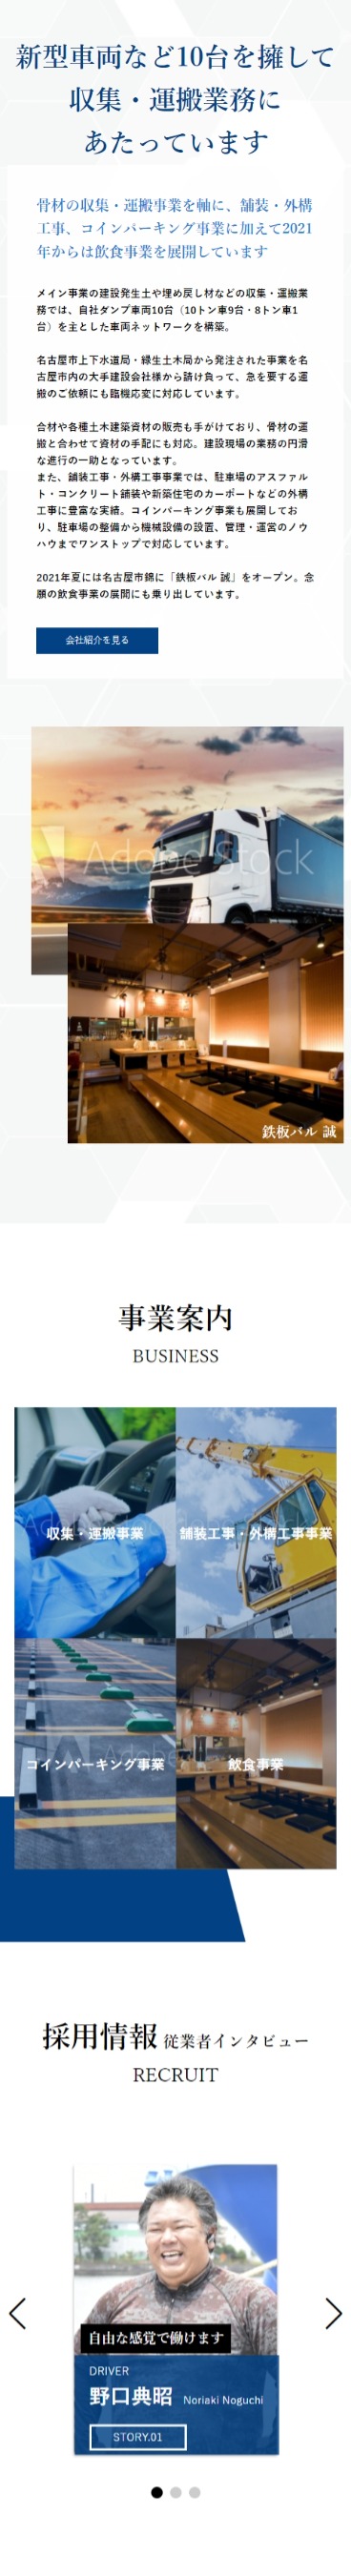 新型車両など10台を擁して
収集・運搬業務に
あたっています
骨材の収集・運搬事業を軸に、舗装・外構
工事、コインパーキング事業に加えて2021
年からは飲食事業を展開しています
メイン事業の建設発生土や埋め戻し材などの収集・運搬業
務では、自社ダンプ車両10台（10トン車9台・8トン車1
台）を主とした車両ネットワークを構築。
名古屋市上下水道局・緑生土木局から発注された事業を名
古屋市内の大手建設会社様から請け負って、急を要する運
搬のご依頼にも臨機応変に対応しています。
合材や各種土木建築資材の販売も手がけており、骨材の運
搬と合わせて資材の手配にも対応。建設現場の業務の円滑
な進行の一助となっています。
また、舗装工事・外構工事事業では、駐車場のアスファル
ト・コンクリート舗装や新築住宅のカーポートなどの外構
工事に豊富な実績。コインパーキング事業も展開してお
り、駐車場の整備から機械設備の設置、管理・運営のノウ
ハウまでワンストップで対応しています。
2021年夏には名古屋市錦に「鉄板バル 誠」をオープン。念
願の飲食事業の展開にも乗り出しています。
会社紹介を見る
Adobe Stock
鉄板バル 誠
事業案内
BUSINESS
収集・運搬事業
舗装工事・外構工事事業
コインパーキング事業
飲食事業
採用情報 従業者インタビュー
RECRUIT
自由な感覚で働けます
DRIVER
野口典昭 Noriaki Noguchi
STORY.01